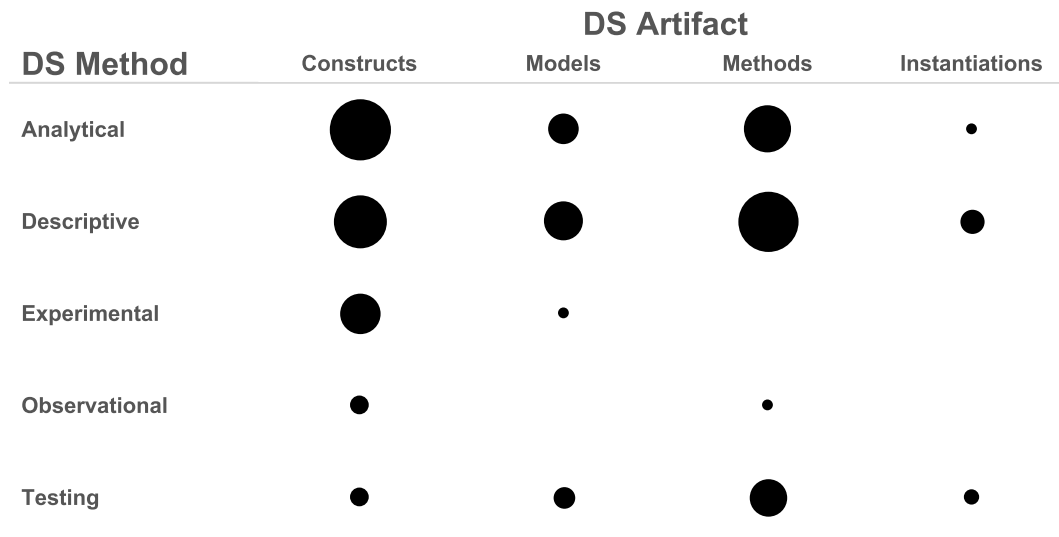 DS Artifact
DS Method Constructs Models Methods Instantiations
Analytical
Descriptive
Experimental
Observational
Testing